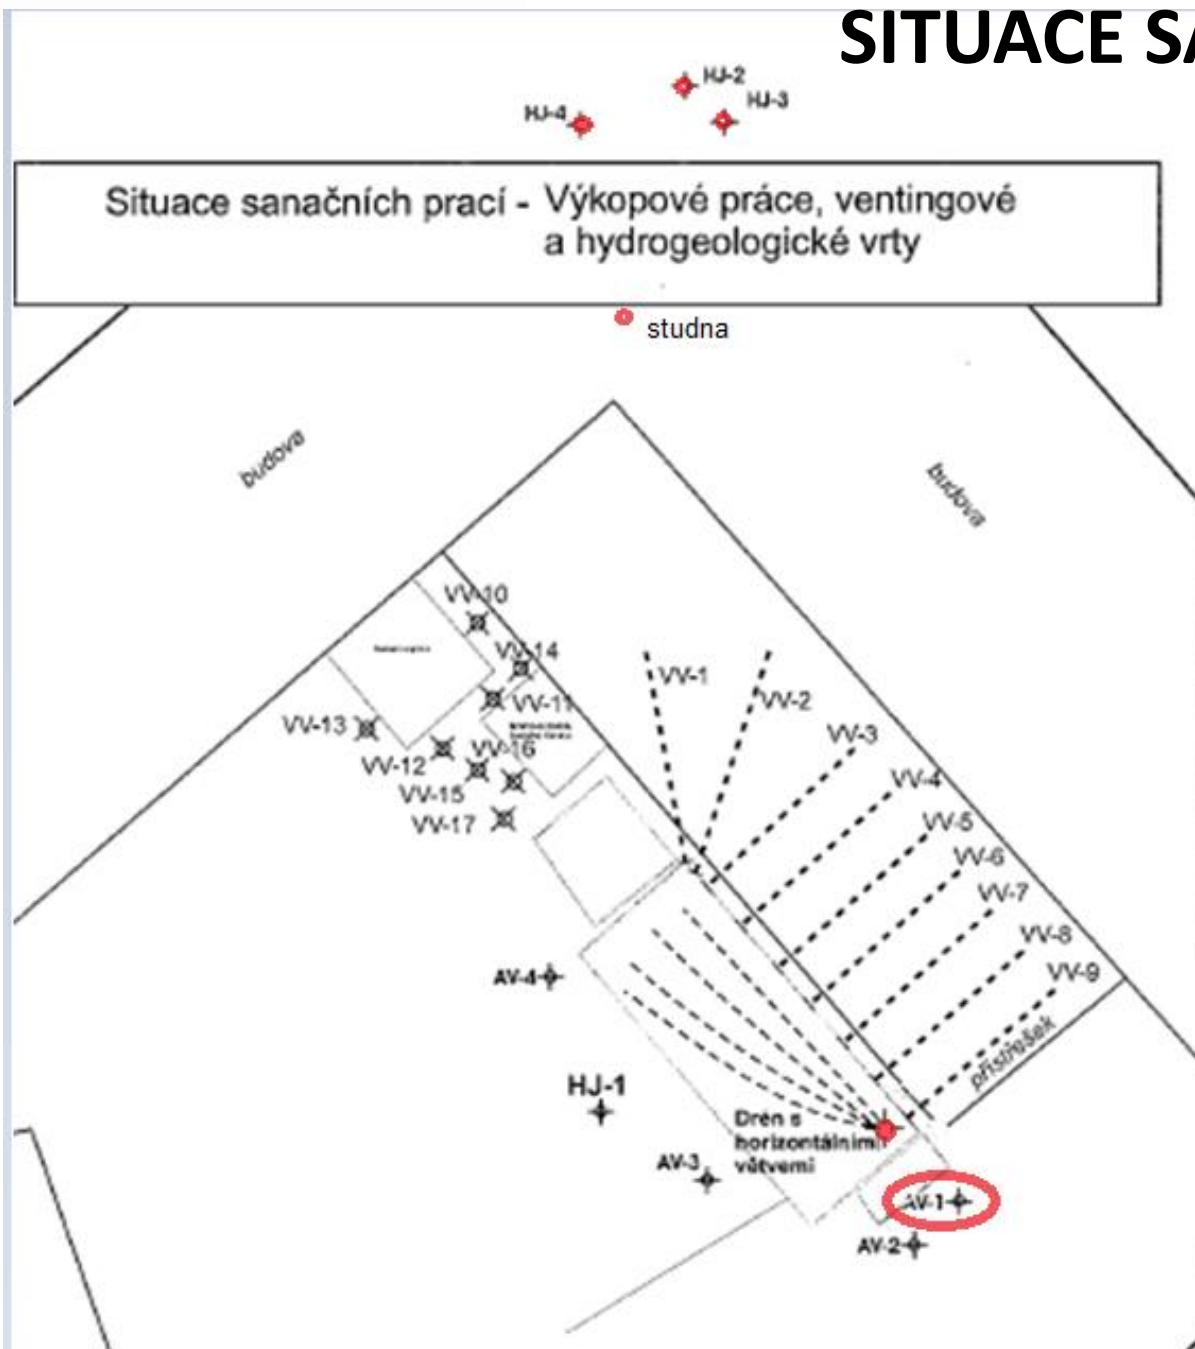 SITUACE SA
HJ-2
HJ-3
HJ-4
Situace sanačních prací - Výkopové práce, ventingové
a hydrogeologické vrty
studna
budova
budova
VV-10
VV-14
VV-1
VV-2
VV-11
VV-13
VV-3
VV-16
VV-12
VV-4
VV-15
VV-17
VV-5
VV-6
VV-7
VV-8
VV-9
AV-4
přístřešek
HJ-1
Drén s
horizontálními
větvemi
AV-3
AV-1
AV-2